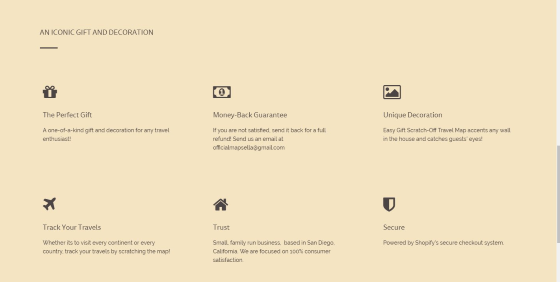 AN ICONIC GIFT AND DECORATION
The Perfect Gift
A one-of-a-kind gift and decoration for any travel
enthusiast!
Money-Back Guarantee
If you are not satisfied, send it back for a full
refund! Send us an email at
officialmapsella@gmail.com
Unique Decoration
Easy Gift Scratch-Off Travel Map accents any wall
in the house and catches guests' eyes!
Track Your Travels
Whether its to visit every continent or every
country, track your travels by scratching the map!
Trust
Small, family run business, based in San Diego,
California. We are focused on 100% consumer
satisfaction.
Secure
Powered by Shopify's secure checkout system.